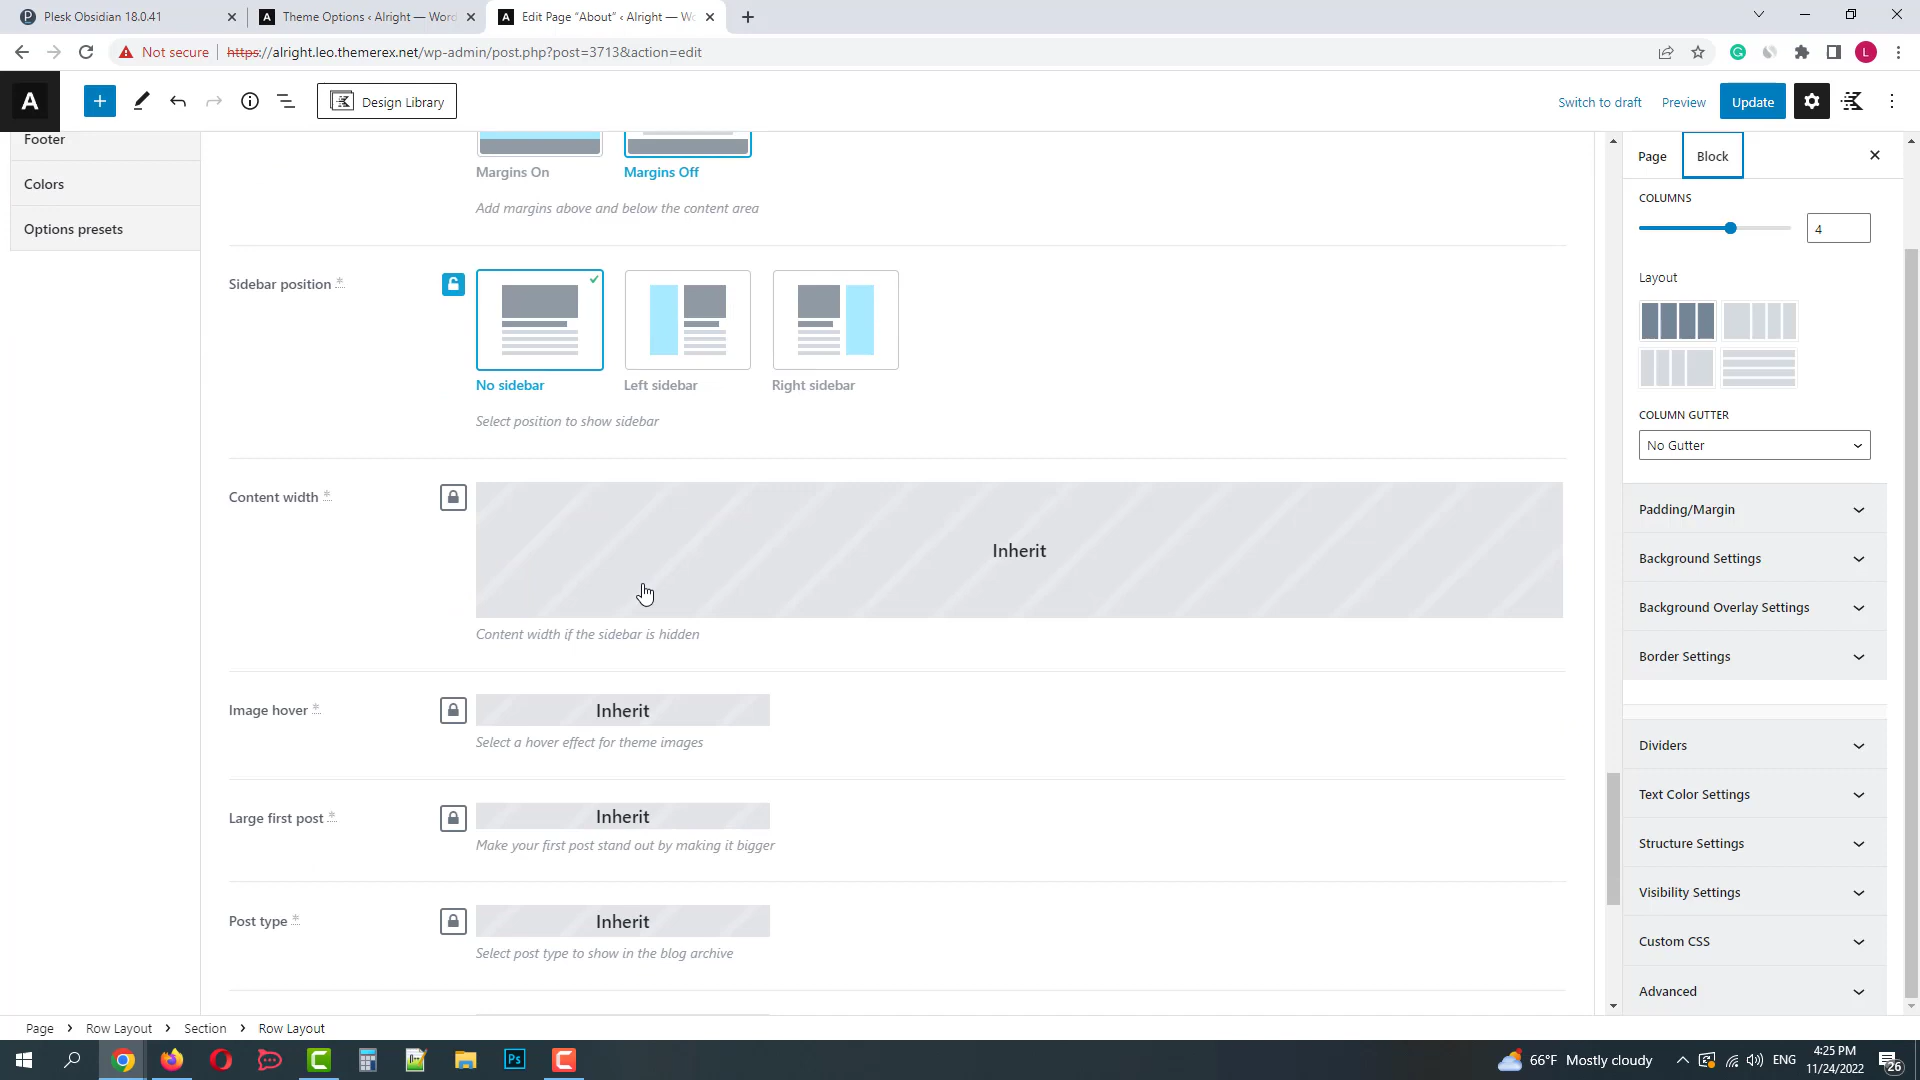 Plesk Obsidian 18.0.41
Theme Options ‹ Alright — Word
Edit Page “About” ‹ Alright — Wo
Not secure
https://alright.leo.themerex.net/wp-admin/post.php?post=3713&action=edit
L
A
Design Library
Switch to draft
Preview
Update
Footer
Colors
Options presets
Margins On
Margins Off
Add margins above and below the content area
Sidebar position *
No sidebar
Left sidebar
Right sidebar
Select position to show sidebar
Content width *
Inherit
Content width if the sidebar is hidden
Image hover *
Inherit
Select a hover effect for theme images
Large first post *
Inherit
Make your first post stand out by making it bigger
Post type *
Inherit
Select post type to show in the blog archive
Page
Block
COLUMNS
4
Layout
COLUMN GUTTER
No Gutter
Padding/Margin
Background Settings
Background Overlay Settings
Border Settings
Dividers
Text Color Settings
Structure Settings
Visibility Settings
Custom CSS
Advanced
Page › Row Layout › Section › Row Layout
Ps
66°F Mostly cloudy
ENG
4:25 PM
11/24/2022
26